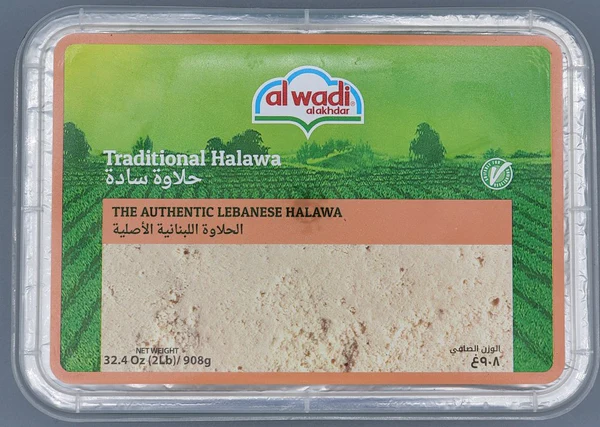 al wadi
al akhdar
Traditional Halawa
حلاوة سادة
THE AUTHENTIC LEBANESE HALAWA
الحلاوة اللبنانية الأصلية
NET WEIGHT
32.4 Oz (2Lb)/ 908g
الوزن الصافي
٩٠٨غ